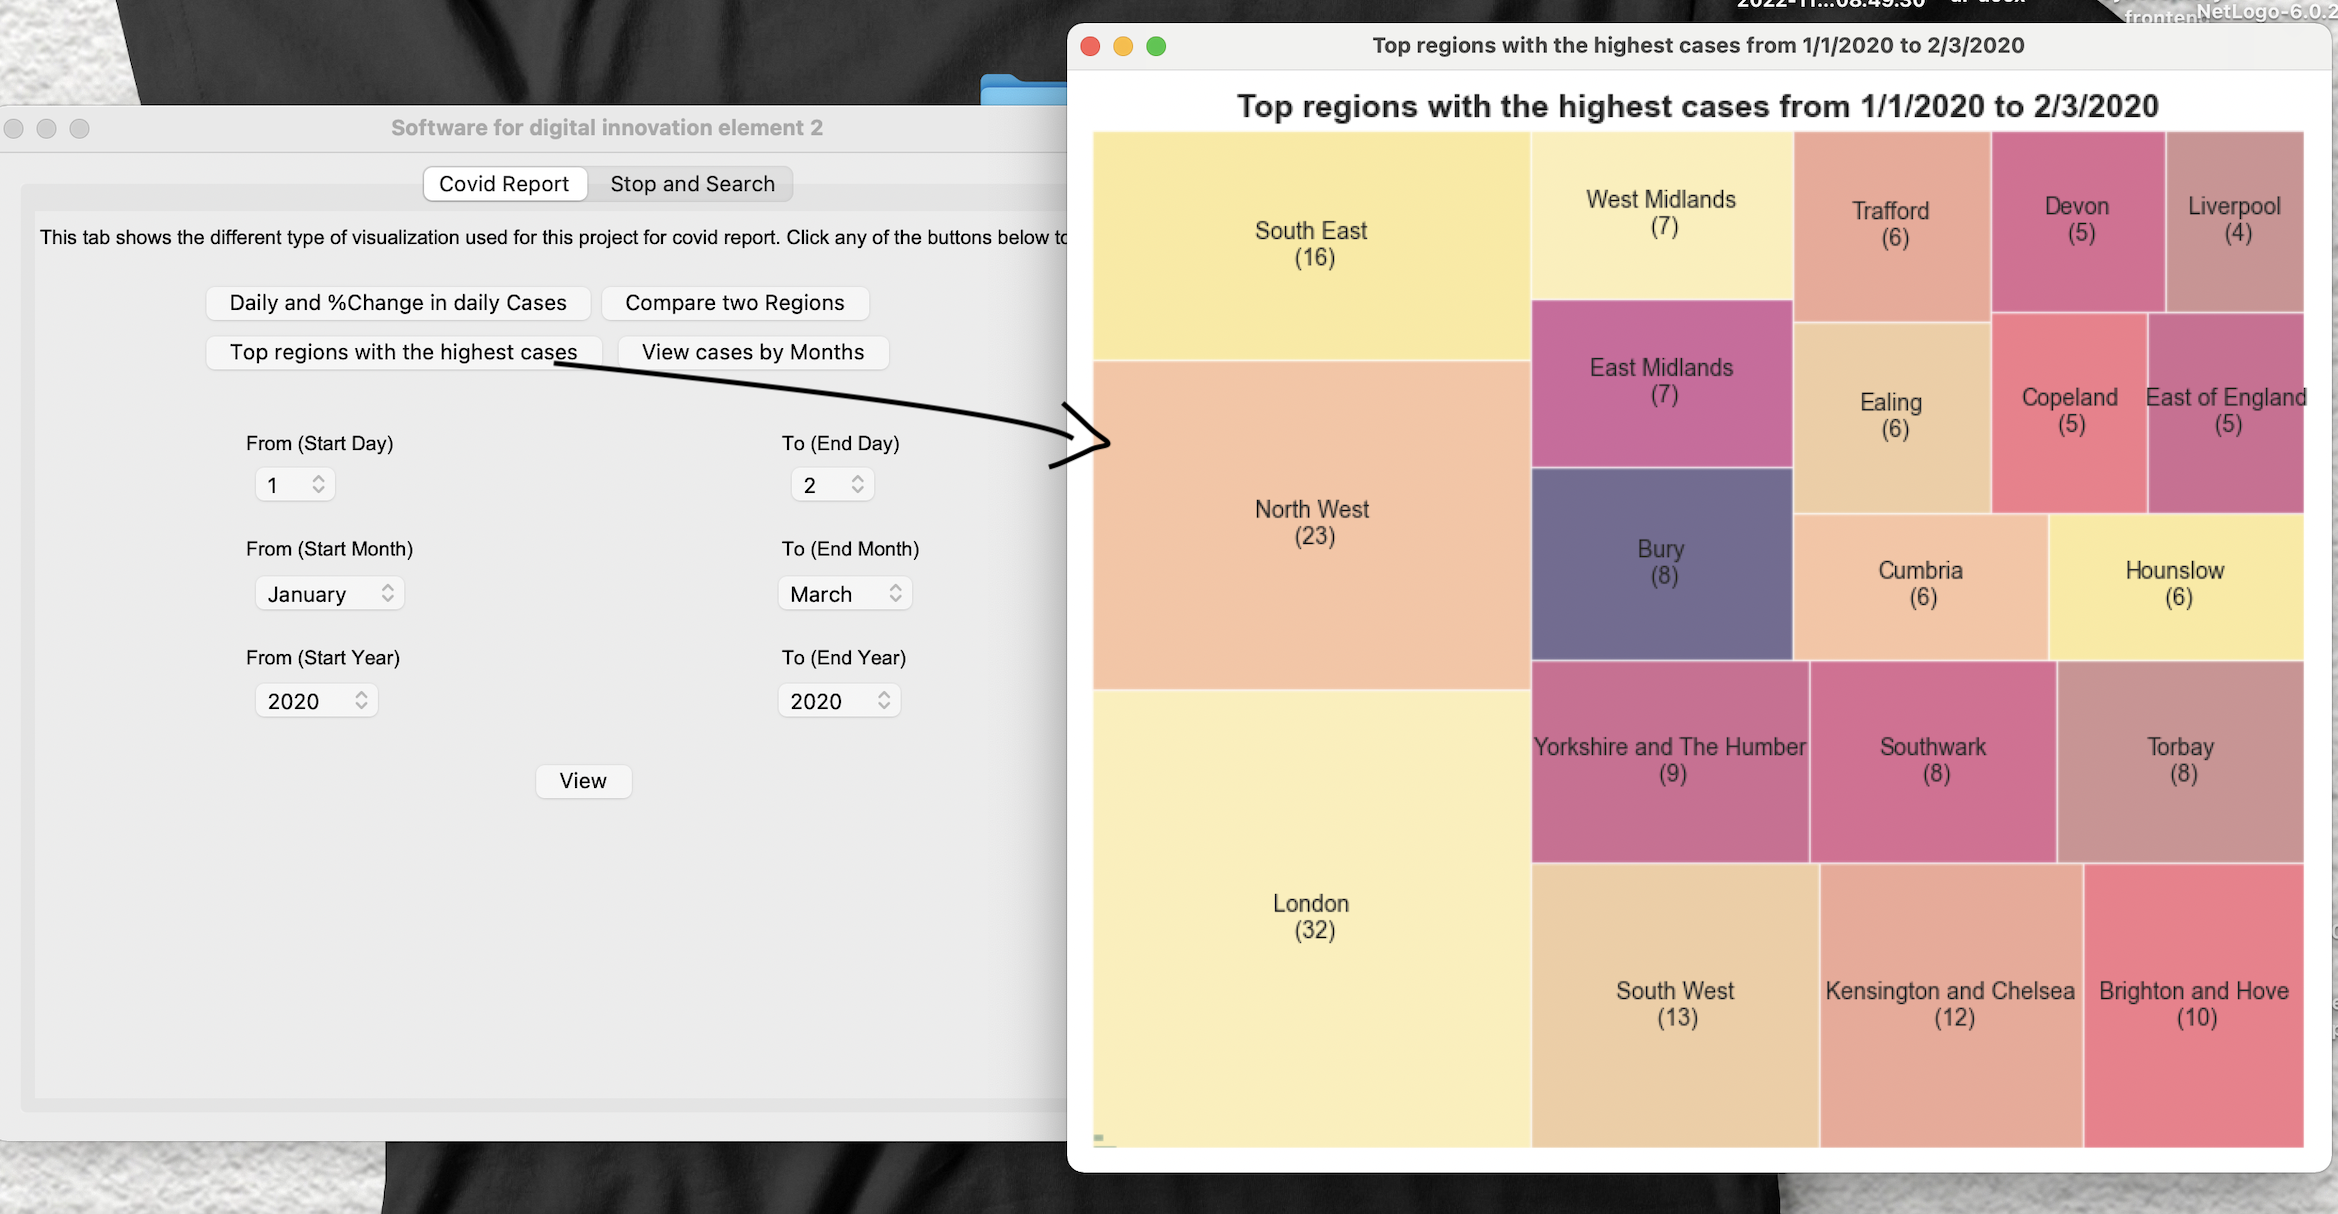 frontend
NetLogo-6.0.2
Software for digital innovation element 2
Covid Report
Stop and Search
This tab shows the different type of visualization used for this project for covid report. Click any of the buttons below to
Daily and %Change in daily Cases
Compare two Regions
Top regions with the highest cases
View cases by Months
From (Start Day)
To (End Day)
1
2
From (Start Month)
To (End Month)
January
March
From (Start Year)
To (End Year)
2020
2020
View
Top regions with the highest cases from 1/1/2020 to 2/3/2020
Top regions with the highest cases from 1/1/2020 to 2/3/2020
South East
(16)
West Midlands
(7)
Trafford
(6)
Devon
(5)
Liverpool
(4)
East Midlands
(7)
Ealing
(6)
Copeland
(5)
East of England
(5)
North West
(23)
Bury
(8)
Cumbria
(6)
Hounslow
(6)
Yorkshire and The Humber
(9)
Southwark
(8)
Torbay
(8)
London
(32)
South West
(13)
Kensington and Chelsea
(12)
Brighton and Hove
(10)